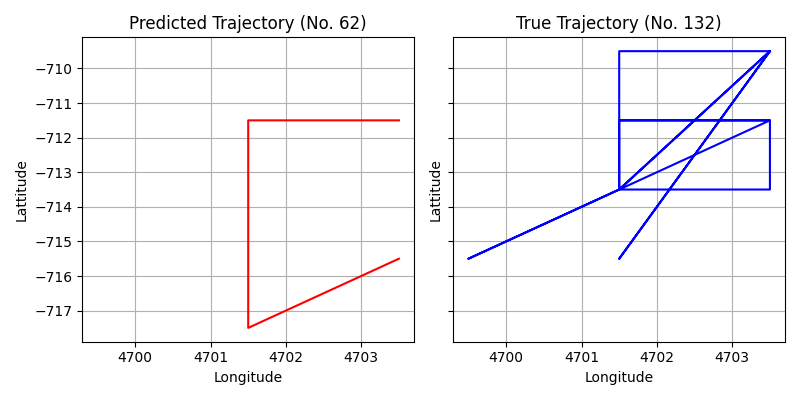 Predicted Trajectory (No. 62)
True Trajectory (No. 132)
−710
−711
−712
−713
−714
−715
−716
−717
Lattitude
Lattitude
4700 4701 4702 4703
4700 4701 4702 4703
Longitude
Longitude